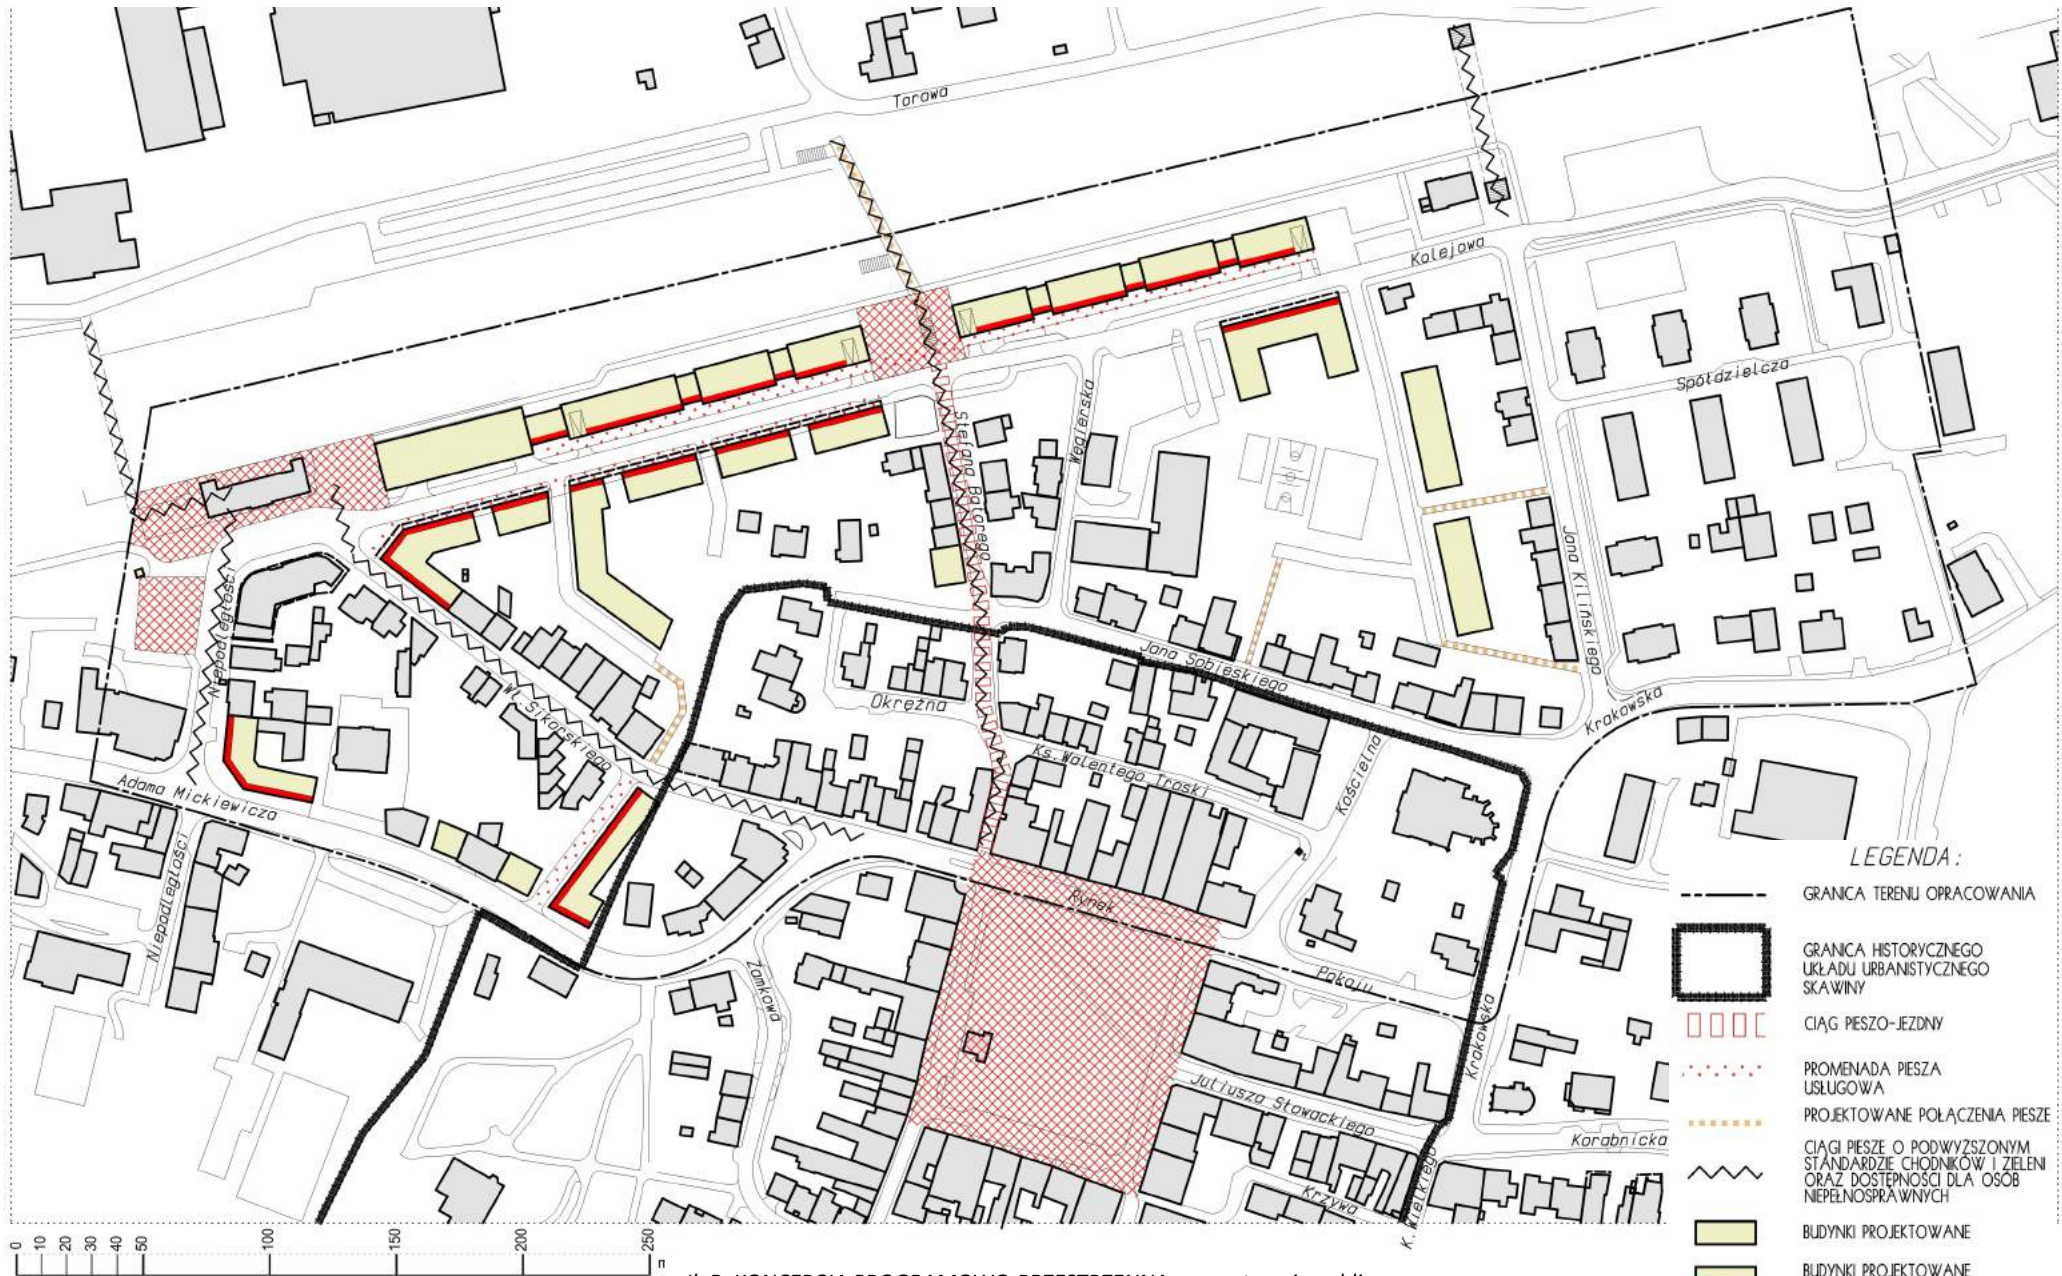 Torowa
Kolejowa
Spółdzielcza
Węgierska
Stefana Batorego
Jana Kilińskiego
Niepodległości
Jana Sobieskiego
Wł. Sikorskiego
Okrężna
Krakowska
Ks. Walentego Troski
Kościelna
Adama Mickiewicza
Niepodległości
Rynek
Pokoju
Zamkowa
Krakowska
Juliusza Słowackiego
Korabnicka
Krzywa
K. Wielkiego
LEGENDA:
GRANICA TERENU OPRACOWANIA
GRANICA HISTORYCZNEGO
UKŁADU URBANISTYCZNEGO
SKAWINY
CIĄG PIESZO-JEZDNY
PROMENADA PIESZA
USŁUGOWA
PROJEKTOWANE POŁĄCZENIA PIESZE
CIĄGI PIESZE O PODWYŻSZONYM
STANDARDZIE CHODNIKÓW I ZIELENI
ORAZ DOSTĘPNOŚCI DLA OSÓB
NIEPEŁNOSPRAWNYCH
BUDYNKI PROJEKTOWANE
BUDYNKI PROJEKTOWANE
0 10 20 30 40 50 100 150 200 250